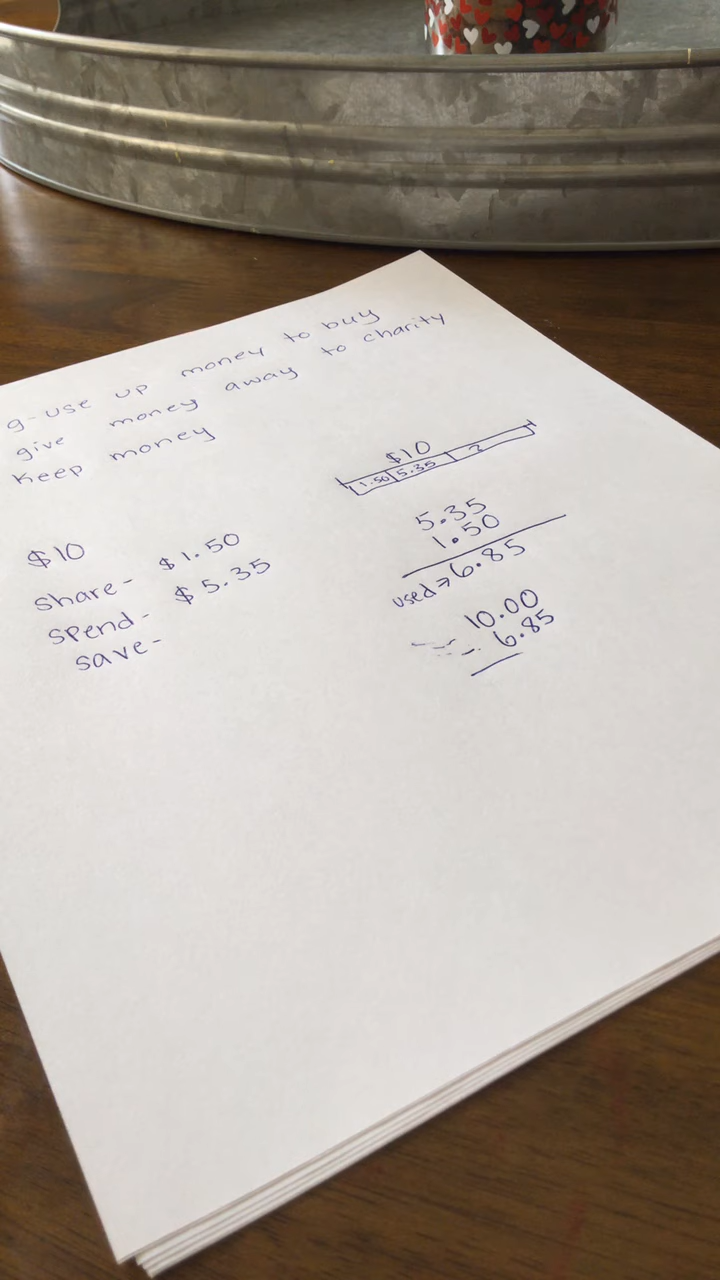 g-use up money to buy
give money away to charity
keep money
$10
share- $1.50
spend- $5.35
save-
$10
1.50 5.35 ?
5.35
1.50
used → 6.85
10.00
6.85